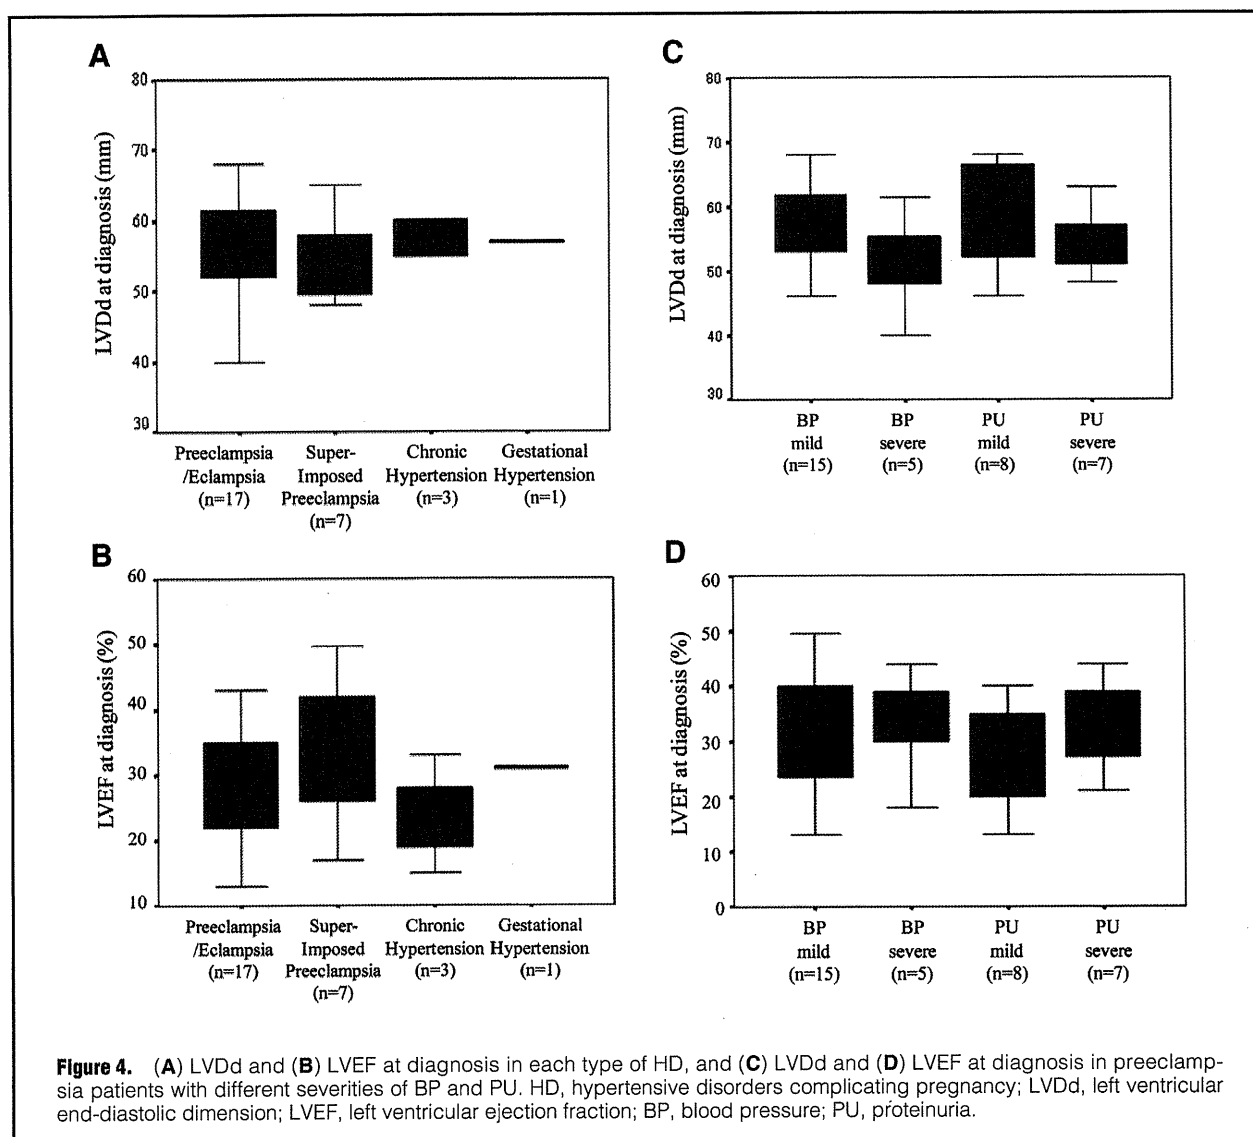 A
80
70
60
50
40
30
LVDd at diagnosis (mm)
Preeclampsia
/Eclampsia
(n=17)
Super-
Imposed
Preeclampsia
(n=7)
Chronic
Hypertension
(n=3)
Gestational
Hypertension
(n=1)
C
80
70
60
50
40
30
LVDd at diagnosis (mm)
BP
mild
(n=15)
BP
severe
(n=5)
PU
mild
(n=8)
PU
severe
(n=7)
B
60
50
40
30
20
10
LVEF at diagnosis (%)
Preeclampsia
/Eclampsia
(n=17)
Super-
Imposed
Preeclampsia
(n=7)
Chronic
Hypertension
(n=3)
Gestational
Hypertension
(n=1)
D
60
50
40
30
20
10
0
LVEF at diagnosis (%)
BP
mild
(n=15)
BP
severe
(n=5)
PU
mild
(n=8)
PU
severe
(n=7)
Figure 4. (A) LVDd and (B) LVEF at diagnosis in each type of HD, and (C) LVDd and (D) LVEF at diagnosis in preeclamp-
sia patients with different severities of BP and PU. HD, hypertensive disorders complicating pregnancy; LVDd, left ventricular
end-diastolic dimension; LVEF, left ventricular ejection fraction; BP, blood pressure; PU, proteinuria.